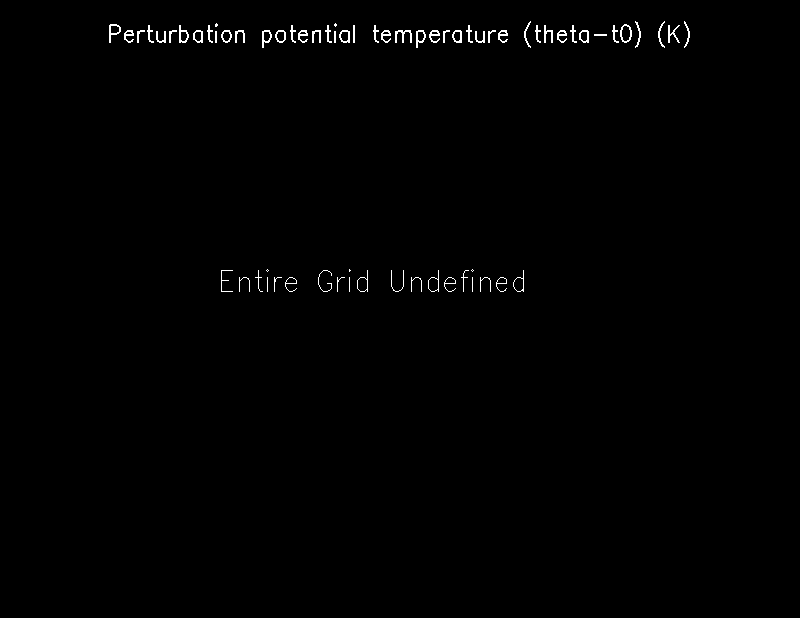 Perturbation potential temperature (theta-t0) (K)
Entire Grid Undefined